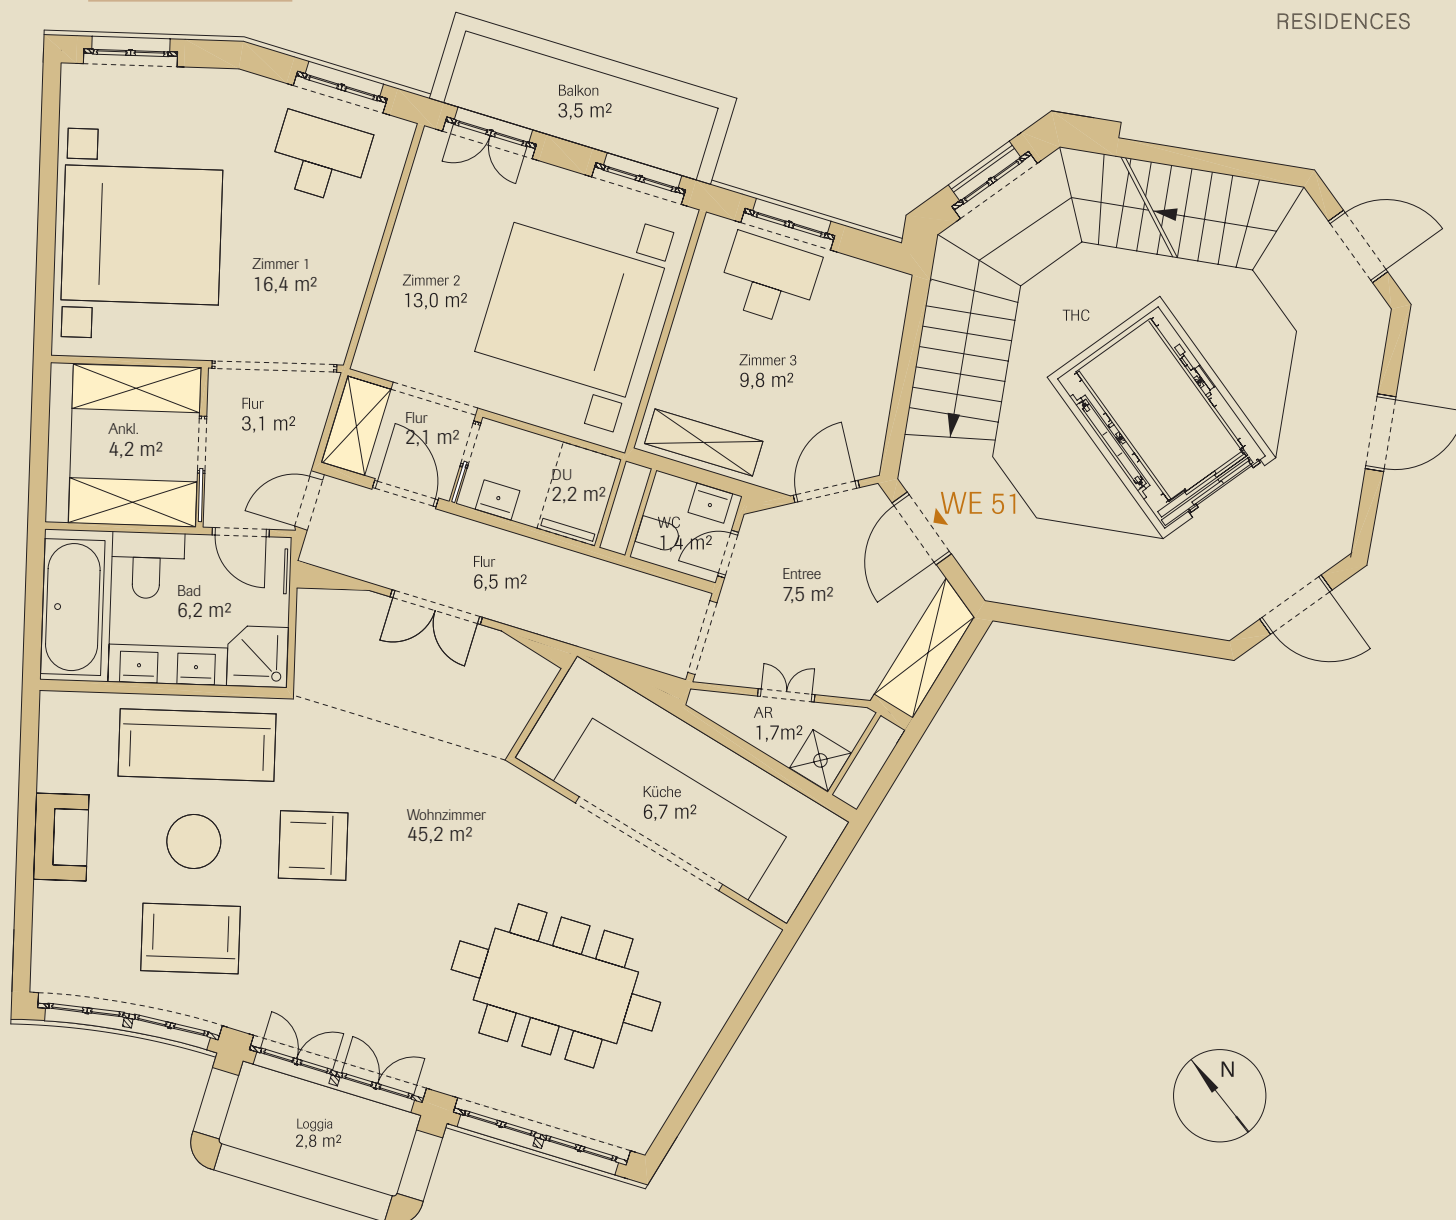 RESIDENCES
Balkon
3,5 m²
Zimmer 1
16,4 m²
Zimmer 2
13,0 m²
THC
Zimmer 3
9,8 m²
Flur
3,1 m²
Flur
2,1 m²
Ankl.
4,2 m²
DU
2,2 m²
WE 51
WC
1,4 m²
Flur
6,5 m²
Entree
7,5 m²
Bad
6,2 m²
AR
1,7m²
Küche
6,7 m²
Wohnzimmer
45,2 m²
N
Loggia
2,8 m²